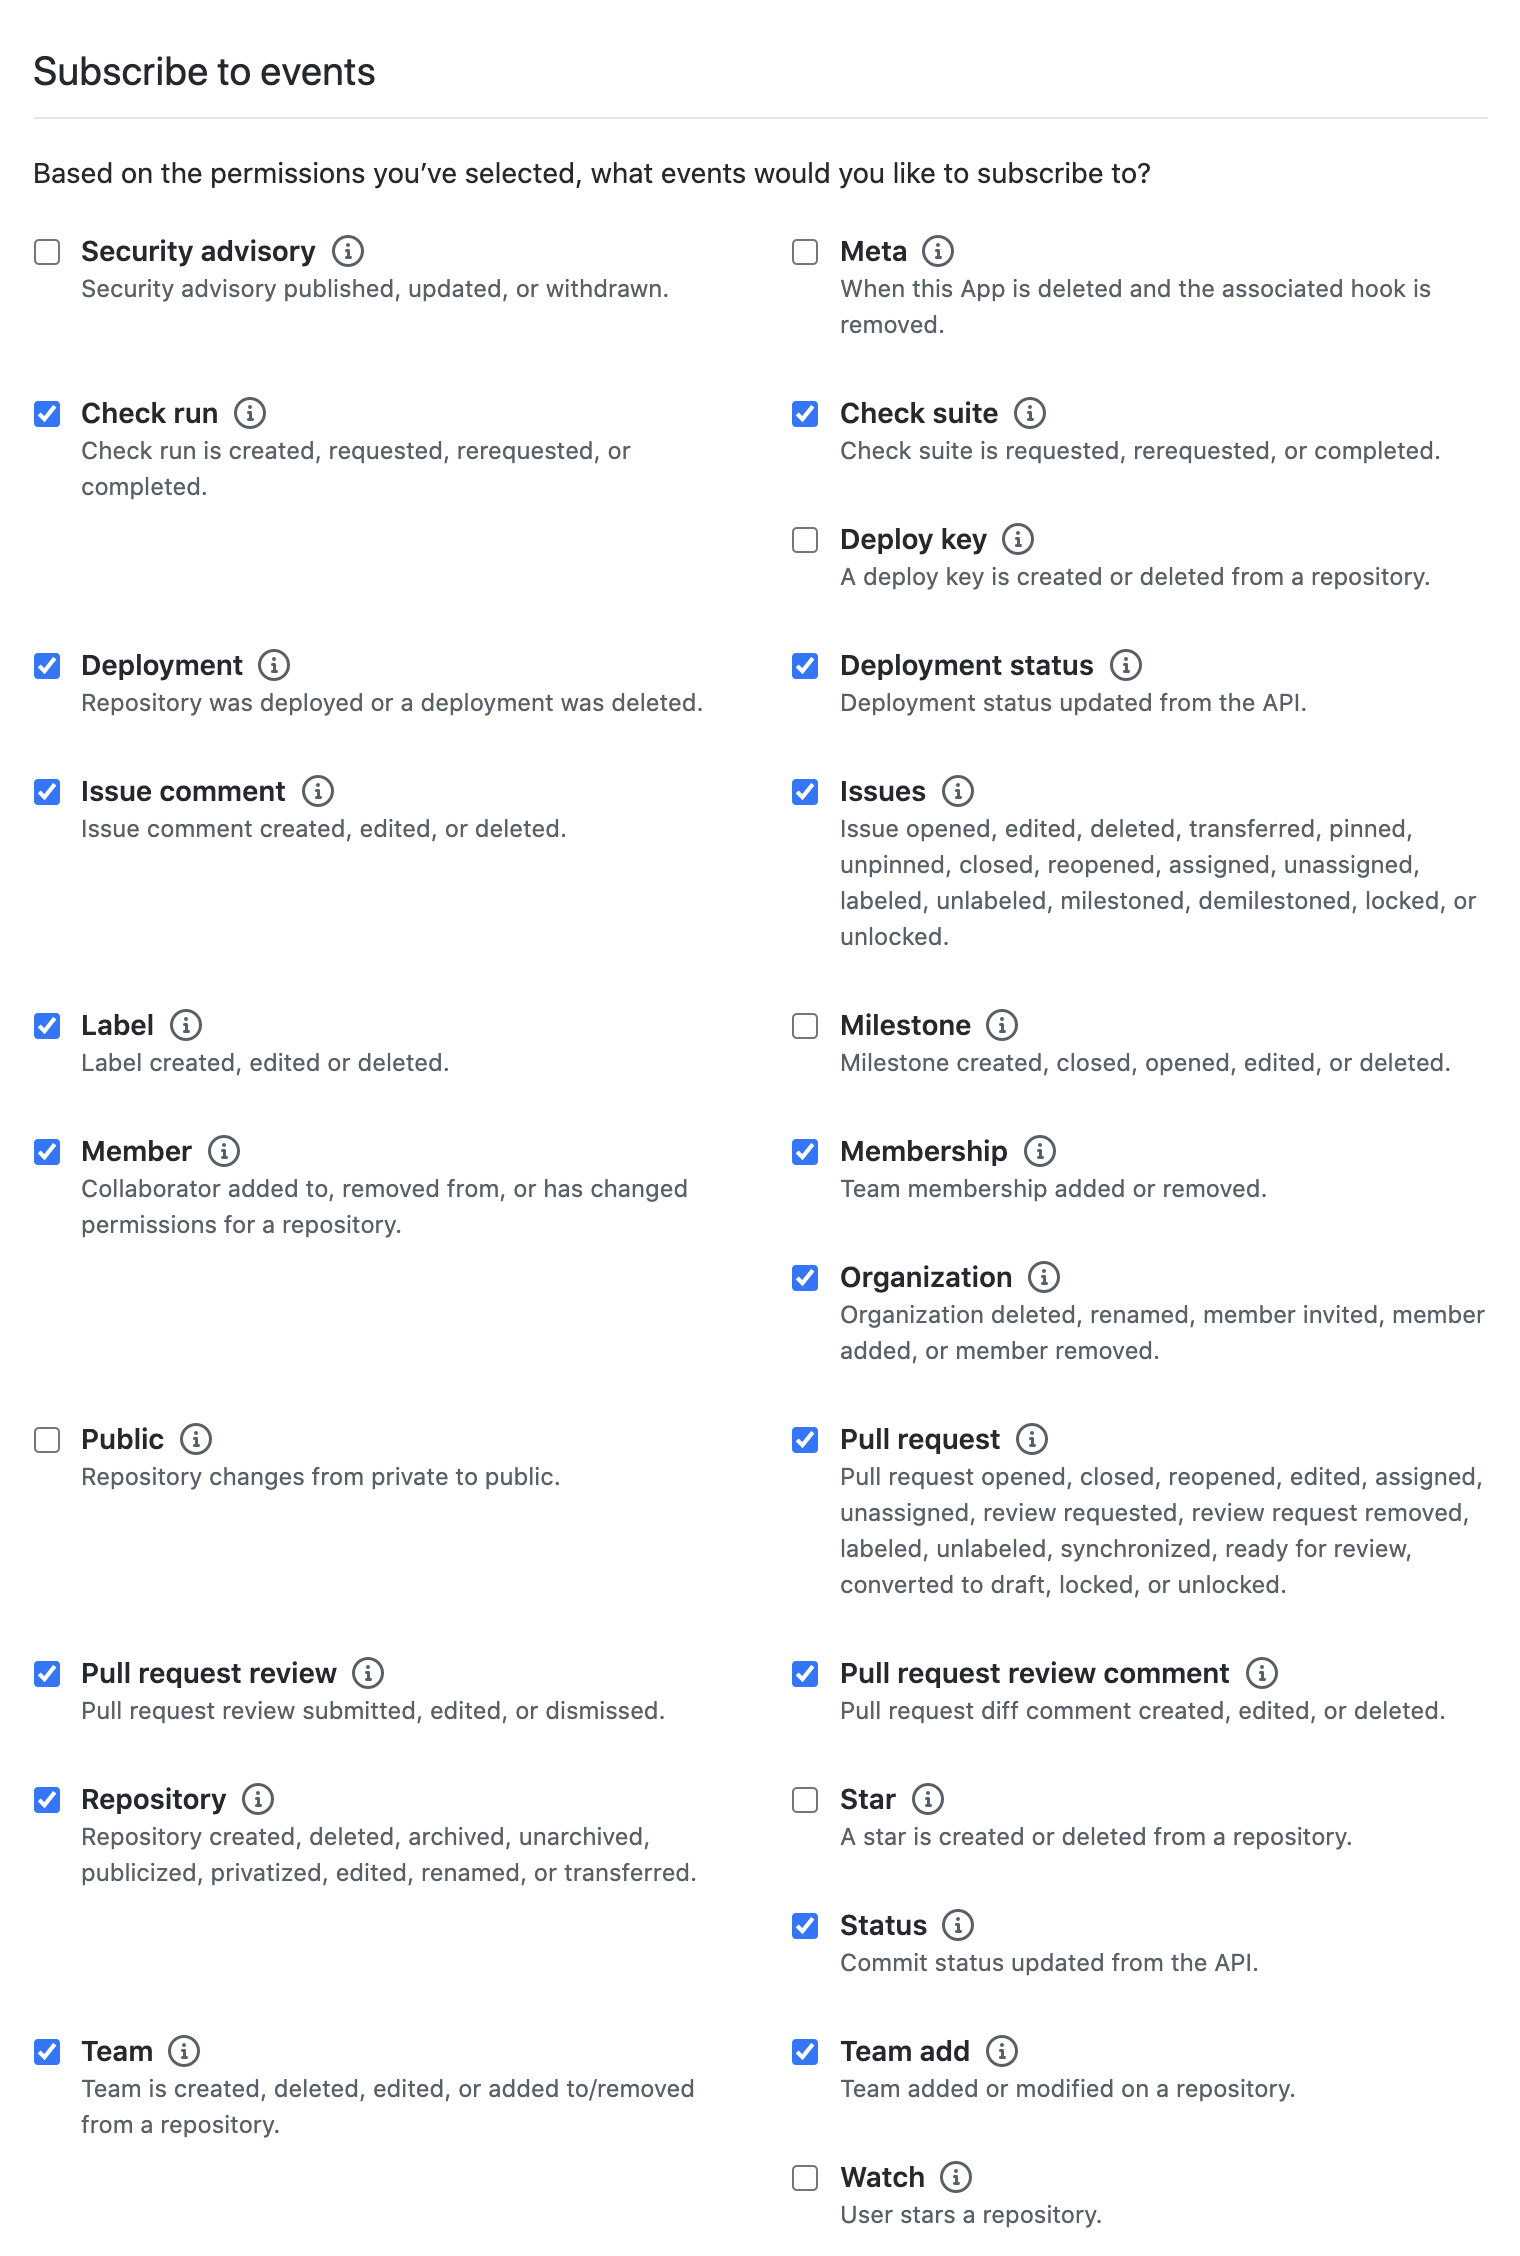 Subscribe to events
Based on the permissions you’ve selected, what events would you like to subscribe to?
Security advisory
Security advisory published, updated, or withdrawn.
Meta
When this App is deleted and the associated hook is
removed.
Check run
Check run is created, requested, rerequested, or
completed.
Check suite
Check suite is requested, rerequested, or completed.
Deploy key
A deploy key is created or deleted from a repository.
Deployment
Repository was deployed or a deployment was deleted.
Deployment status
Deployment status updated from the API.
Issue comment
Issue comment created, edited, or deleted.
Issues
Issue opened, edited, deleted, transferred, pinned,
unpinned, closed, reopened, assigned, unassigned,
labeled, unlabeled, milestoned, demilestoned, locked, or
unlocked.
Label
Label created, edited or deleted.
Milestone
Milestone created, closed, opened, edited, or deleted.
Member
Collaborator added to, removed from, or has changed
permissions for a repository.
Membership
Team membership added or removed.
Organization
Organization deleted, renamed, member invited, member
added, or member removed.
Public
Repository changes from private to public.
Pull request
Pull request opened, closed, reopened, edited, assigned,
unassigned, review requested, review request removed,
labeled, unlabeled, synchronized, ready for review,
converted to draft, locked, or unlocked.
Pull request review
Pull request review submitted, edited, or dismissed.
Pull request review comment
Pull request diff comment created, edited, or deleted.
Repository
Repository created, deleted, archived, unarchived,
publicized, privatized, edited, renamed, or transferred.
Star
A star is created or deleted from a repository.
Status
Commit status updated from the API.
Team
Team is created, deleted, edited, or added to/removed
from a repository.
Team add
Team added or modified on a repository.
Watch
User stars a repository.